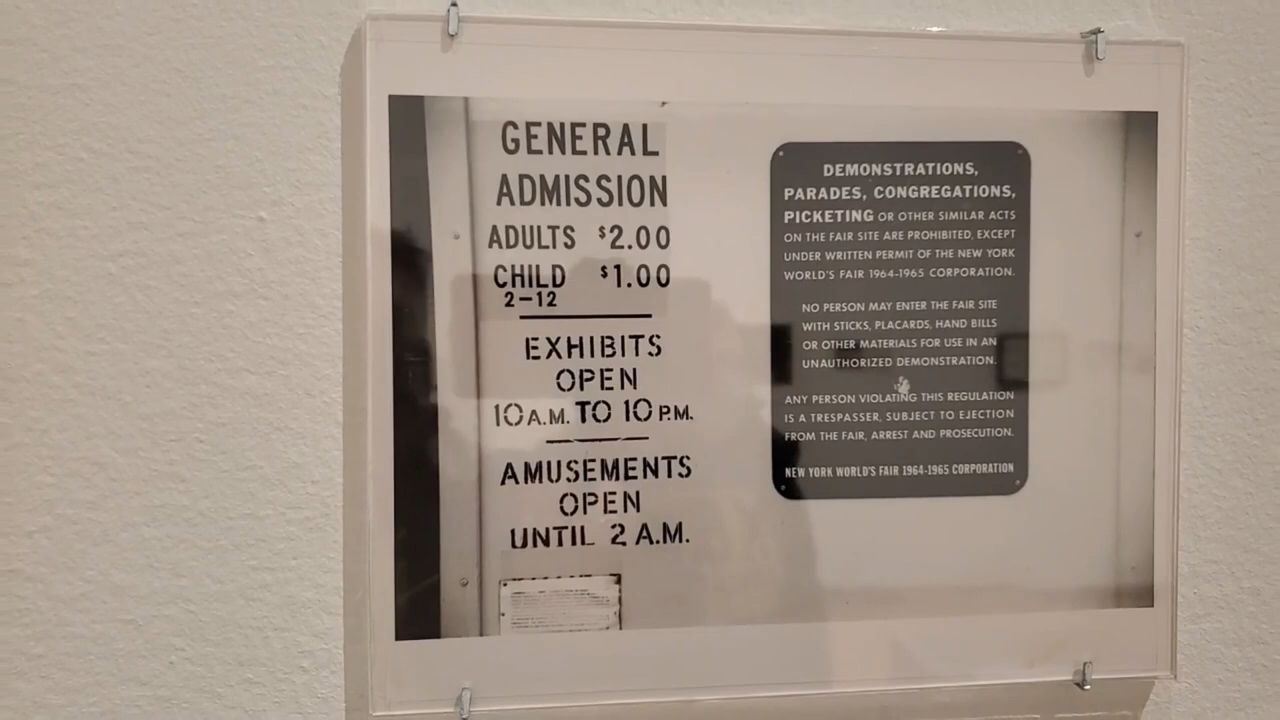 GENERAL
ADMISSION
ADULTS $2.00
CHILD $1.00
2-12
EXHIBITS
OPEN
10 A.M. TO 10 P.M.
AMUSEMENTS
OPEN
UNTIL 2 A.M.
DEMONSTRATIONS,
PARADES, CONGREGATIONS,
PICKETING OR OTHER SIMILAR ACTS
ON THE FAIR SITE ARE PROHIBITED, EXCEPT
UNDER WRITTEN PERMIT OF THE NEW YORK
WORLD'S FAIR 1964-1965 CORPORATION.
NO PERSON MAY ENTER THE FAIR SITE
WITH STICKS, PLACARDS, HAND BILLS
OR OTHER MATERIALS FOR USE IN AN
UNAUTHORIZED DEMONSTRATION.
ANY PERSON VIOLATING THIS REGULATION
IS A TRESPASSER, SUBJECT TO EJECTION
FROM THE FAIR, ARREST AND PROSECUTION.
NEW YORK WORLD'S FAIR 1964-1965 CORPORATION